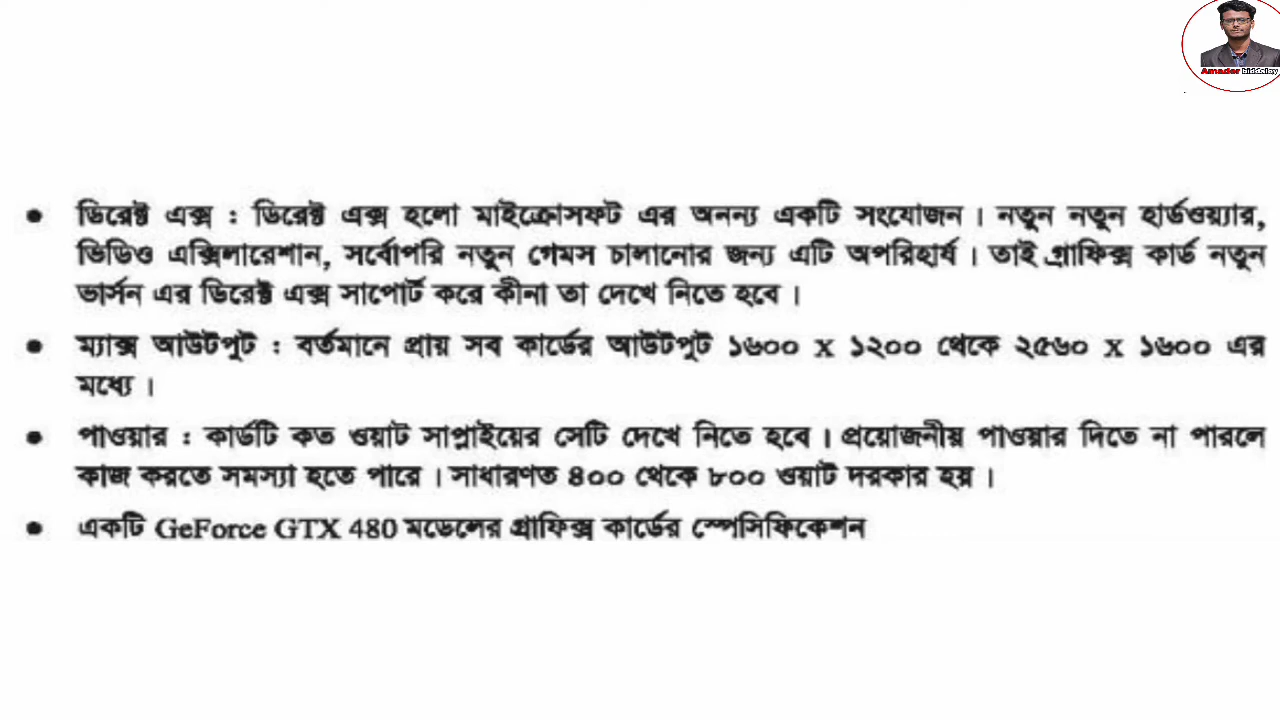 Amader biddaloy
• ডিরেক্ট এক্স : ডিরেক্ট এক্স হলো মাইক্রোসফট এর অনন্য একটি সংযোজন । নতুন নতুন হার্ডওয়্যার,
ভিডিও এক্সিলারেশান, সর্বোপরি নতুন গেমস চালানোর জন্য এটি অপরিহার্য । তাই গ্রাফিক্স কার্ড নতুন
ভার্সন এর ডিরেক্ট এক্স সাপোর্ট করে কীনা তা দেখে নিতে হবে ।
• ম্যাক্স আউটপুট : বর্তমানে প্রায় সব কার্ডের আউটপুট ১৬০০ X ১২০০ থেকে ২৫৬০ X ১৬০০ এর
মধ্যে ।
• পাওয়ার : কার্ডটি কত ওয়াট সাপ্লাইয়ের সেটি দেখে নিতে হবে । প্রয়োজনীয় পাওয়ার দিতে না পারলে
কাজ করতে সমস্যা হতে পারে । সাধারণত ৪০০ থেকে ৮০০ ওয়াট দরকার হয় ।
• একটি GeForce GTX 480 মডেলের গ্রাফিক্স কার্ডের স্পেসিফিকেশন